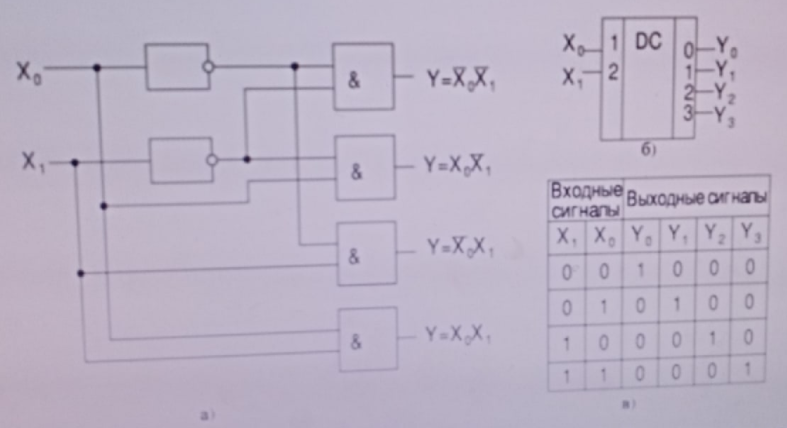 X₀
&
Y=X̅₀X̅₁
X₁
&
Y=X₀X̅₁
&
Y=X̅₀X₁
&
Y=X₀X₁
а)
X₀ 1 DC 0 Y₀
X₁ 2 1 Y₁
2 Y₂
3 Y₃
б)
Входные сигналы Выходные сигналы
X₁ X₀ Y₀ Y₁ Y₂ Y₃
0 0 1 0 0 0
0 1 0 1 0 0
1 0 0 0 1 0
1 1 0 0 0 1
в)